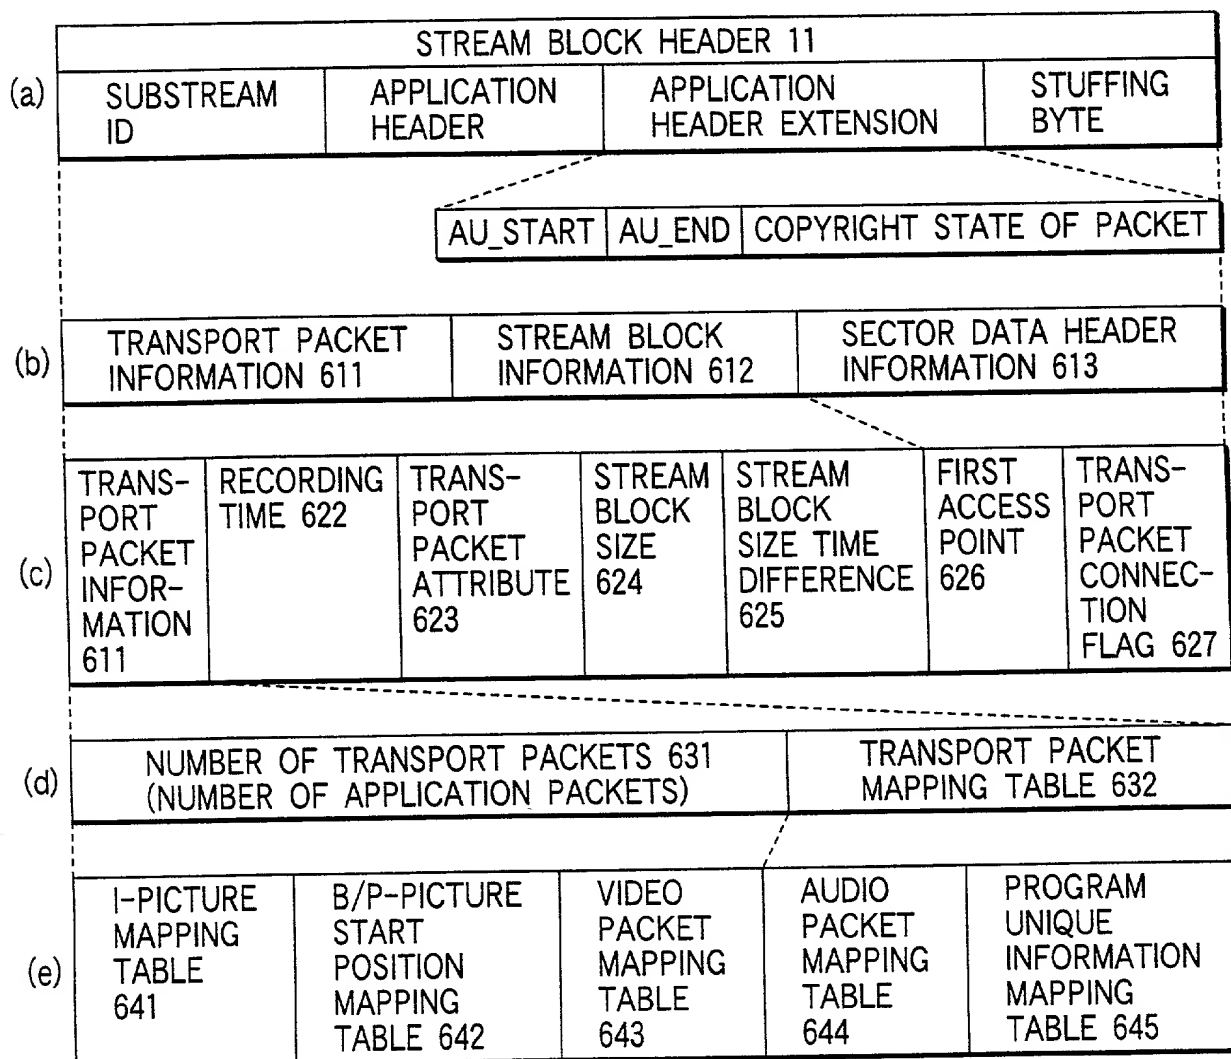 STREAM BLOCK HEADER 11
(a)
SUBSTREAM
ID
APPLICATION
HEADER
APPLICATION
HEADER EXTENSION
STUFFING
BYTE
AU_START
AU_END
COPYRIGHT STATE OF PACKET
(b)
TRANSPORT PACKET
INFORMATION 611
STREAM BLOCK
INFORMATION 612
SECTOR DATA HEADER
INFORMATION 613
(c)
TRANS-
PORT
PACKET
INFOR-
MATION
611
RECORDING
TIME 622
TRANS-
PORT
PACKET
ATTRIBUTE
623
STREAM
BLOCK
SIZE
624
STREAM
BLOCK
SIZE TIME
DIFFERENCE
625
FIRST
ACCESS
POINT
626
TRANS-
PORT
PACKET
CONNEC-
TION
FLAG 627
(d)
NUMBER OF TRANSPORT PACKETS 631
(NUMBER OF APPLICATION PACKETS)
TRANSPORT PACKET
MAPPING TABLE 632
(e)
I-PICTURE
MAPPING
TABLE
641
B/P-PICTURE
START
POSITION
MAPPING
TABLE 642
VIDEO
PACKET
MAPPING
TABLE
643
AUDIO
PACKET
MAPPING
TABLE
644
PROGRAM
UNIQUE
INFORMATION
MAPPING
TABLE 645